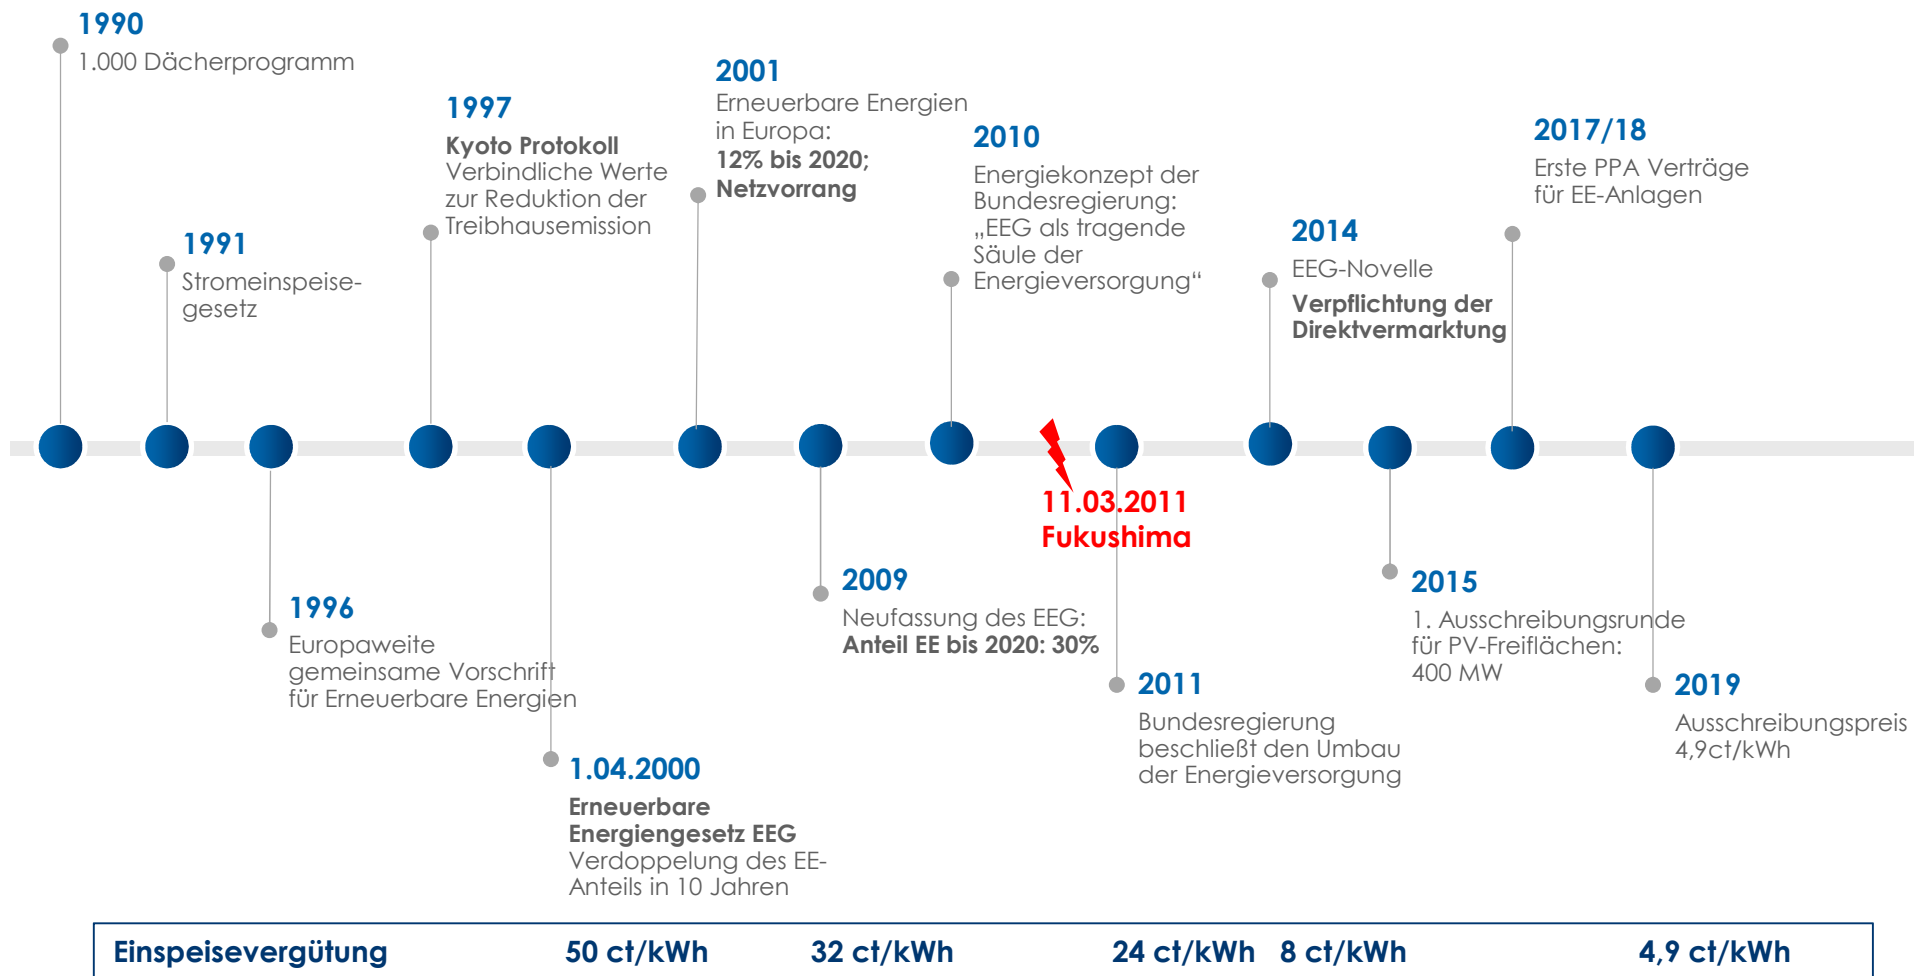 1990
1.000 Dächerprogramm
1991
Stromeinspeise-
gesetz
1996
Europaweite
gemeinsame Vorschrift
für Erneuerbare Energien
1997
Kyoto Protokoll
Verbindliche Werte
zur Reduktion der
Treibhausemission
1.04.2000
Erneuerbare
Energiengesetz EEG
Verdoppelung des EE-
Anteils in 10 Jahren
2001
Erneuerbare Energien
in Europa:
12% bis 2020;
Netzvorrang
2009
Neufassung des EEG:
Anteil EE bis 2020: 30%
2010
Energiekonzept der
Bundesregierung:
„EEG als tragende
Säule der
Energieversorgung“
11.03.2011
Fukushima
2011
Bundesregierung
beschließt den Umbau
der Energieversorgung
2014
EEG-Novelle
Verpflichtung der
Direktvermarktung
2015
1. Ausschreibungsrunde
für PV-Freiflächen:
400 MW
2017/18
Erste PPA Verträge
für EE-Anlagen
2019
Ausschreibungspreis
4,9ct/kWh
Einspeisevergütung 50 ct/kWh 32 ct/kWh 24 ct/kWh 8 ct/kWh 4,9 ct/kWh